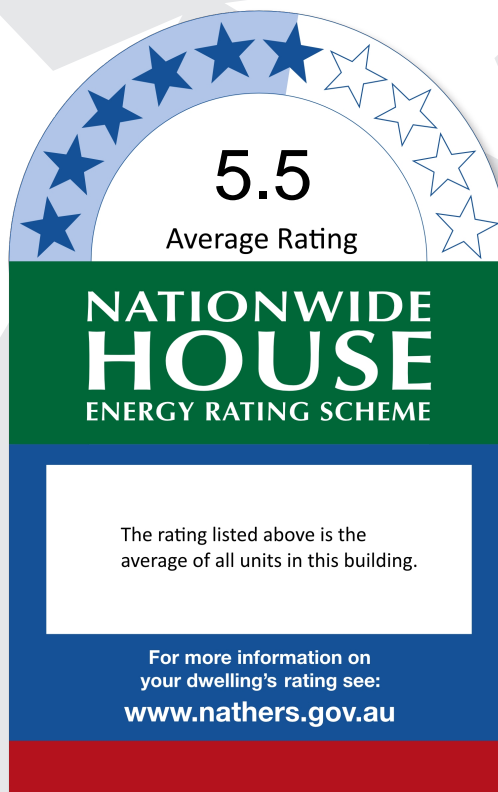 5.5
Average Rating
NATIONWIDE
HOUSE
ENERGY RATING SCHEME
The rating listed above is the
average of all units in this building.
For more information on
your dwelling’s rating see:
www.nathers.gov.au